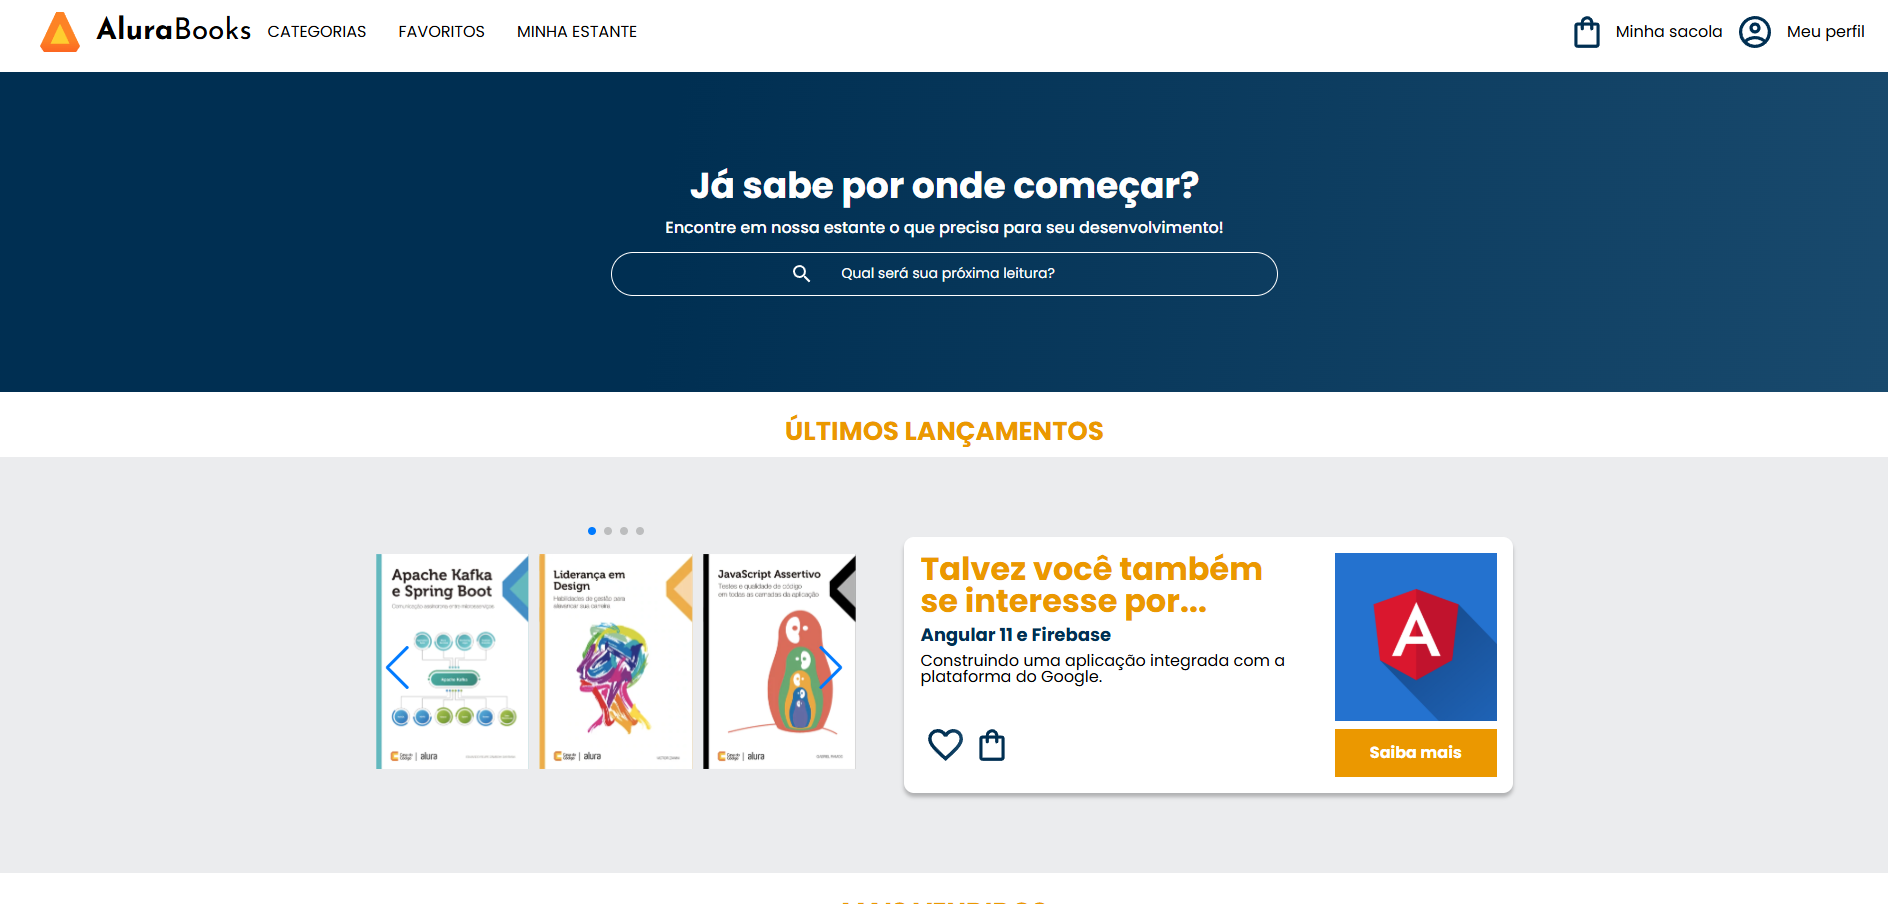 AluraBooks
CATEGORIAS
FAVORITOS
MINHA ESTANTE
Minha sacola
Meu perfil
Já sabe por onde começar?
Encontre em nossa estante o que precisa para seu desenvolvimento!
Qual será sua próxima leitura?
ÚLTIMOS LANÇAMENTOS
Apache Kafka
e Spring Boot
Comunicação assíncrona entre microsserviços
Apache Kafka
alura
Liderança em
Design
Habilidades de gestão para
alavancar sua carreira
alura
JavaScript Assertivo
Testes e qualidade de código
em todas as camadas da aplicação
alura
Talvez você também
se interesse por...
Angular 11 e Firebase
Construindo uma aplicação integrada com a
plataforma do Google.
A
Saiba mais